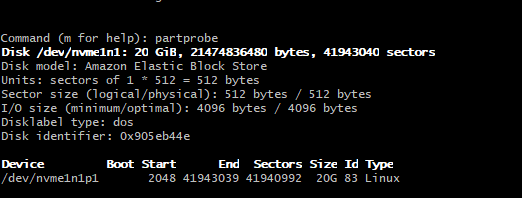 Command (m for help): partprobe
Disk /dev/nvme1n1: 20 GiB, 21474836480 bytes, 41943040 sectors
Disk model: Amazon Elastic Block Store
Units: sectors of 1 * 512 = 512 bytes
Sector size (logical/physical): 512 bytes / 512 bytes
I/O size (minimum/optimal): 4096 bytes / 4096 bytes
Disklabel type: dos
Disk identifier: 0x905eb44e
Device Boot Start End Sectors Size Id Type
/dev/nvme1n1p1 2048 41943039 41940992 20G 83 Linux